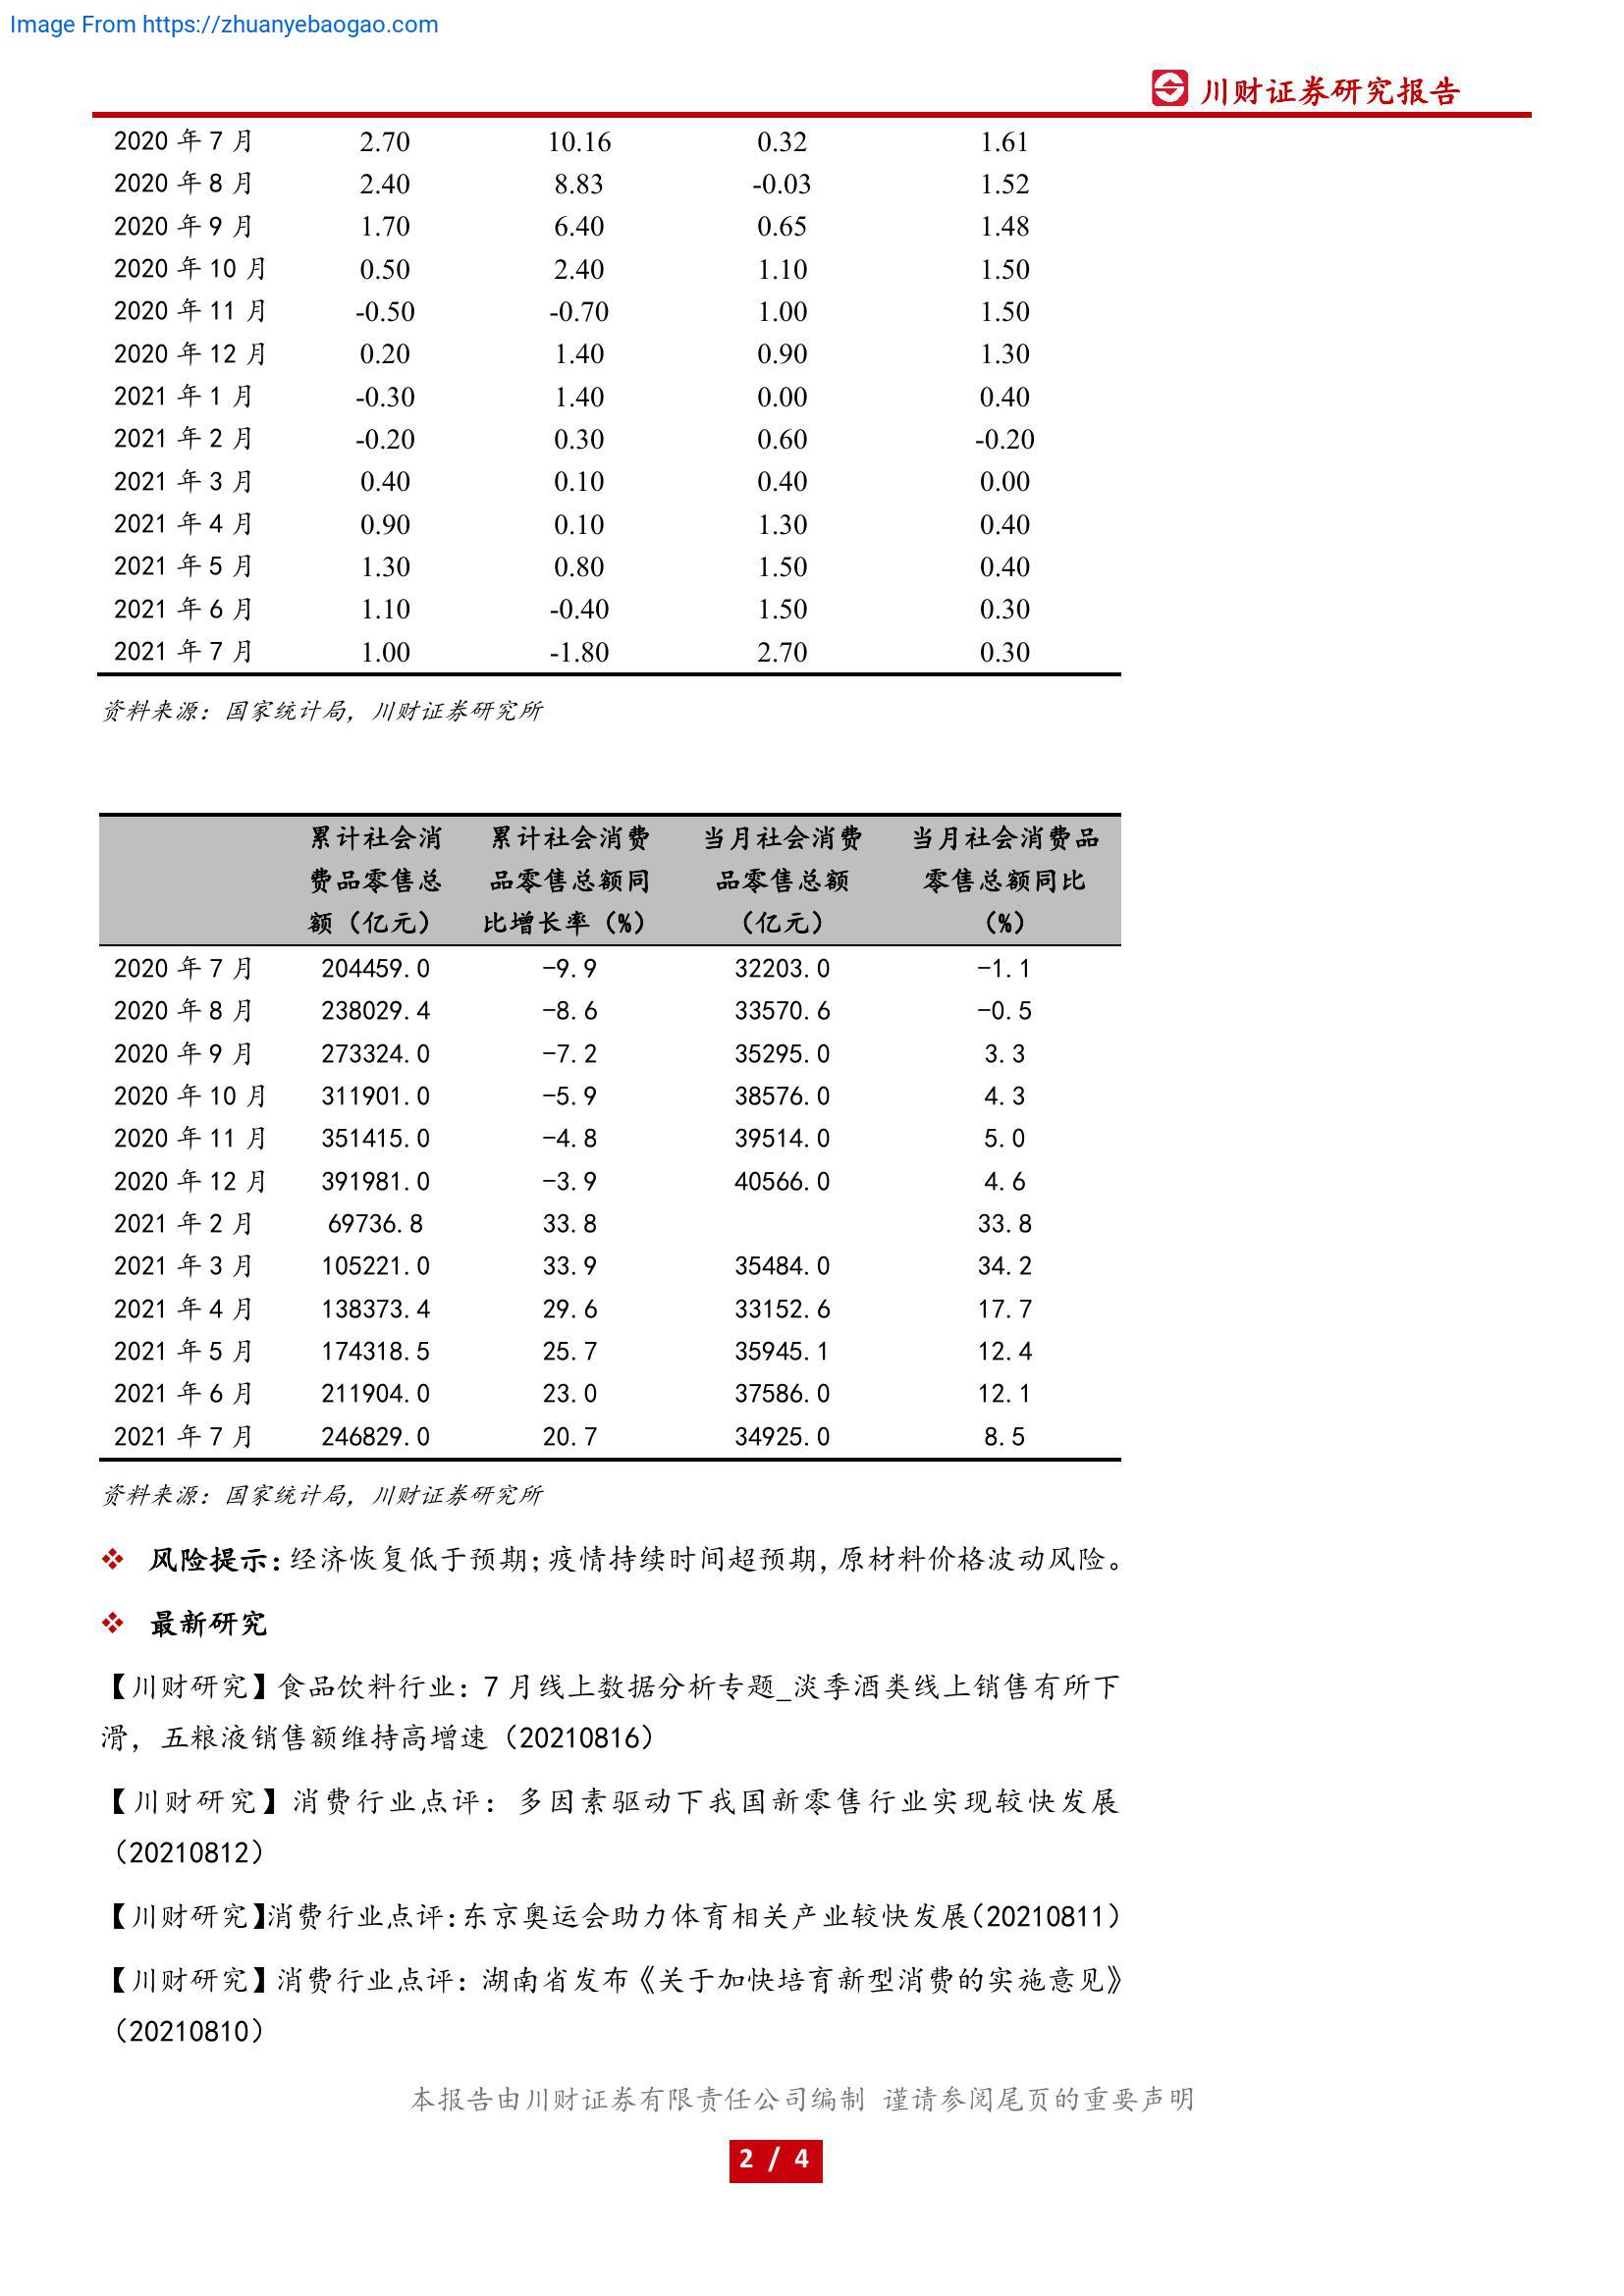 Image From https://zhuanyebaogao.com
川财证券研究报告
2020 年 7 月 2.70 10.16 0.32 1.61
2020 年 8 月 2.40 8.83 -0.03 1.52
2020 年 9 月 1.70 6.40 0.65 1.48
2020 年 10 月 0.50 2.40 1.10 1.50
2020 年 11 月 -0.50 -0.70 1.00 1.50
2020 年 12 月 0.20 1.40 0.90 1.30
2021 年 1 月 -0.30 1.40 0.00 0.40
2021 年 2 月 -0.20 0.30 0.60 -0.20
2021 年 3 月 0.40 0.10 0.40 0.00
2021 年 4 月 0.90 0.10 1.30 0.40
2021 年 5 月 1.30 0.80 1.50 0.40
2021 年 6 月 1.10 -0.40 1.50 0.30
2021 年 7 月 1.00 -1.80 2.70 0.30
资料来源：国家统计局，川财证券研究所
累计社会消 累计社会消费 当月社会消费 当月社会消费品
费品零售总 品零售总额同 品零售总额 零售总额同比
额（亿元） 比增长率（%） （亿元） （%）
2020 年 7 月 204459.0 -9.9 32203.0 -1.1
2020 年 8 月 238029.4 -8.6 33570.6 -0.5
2020 年 9 月 273324.0 -7.2 35295.0 3.3
2020 年 10 月 311901.0 -5.9 38576.0 4.3
2020 年 11 月 351415.0 -4.8 39514.0 5.0
2020 年 12 月 391981.0 -3.9 40566.0 4.6
2021 年 2 月 69736.8 33.8 33.8
2021 年 3 月 105221.0 33.9 35484.0 34.2
2021 年 4 月 138373.4 29.6 33152.6 17.7
2021 年 5 月 174318.5 25.7 35945.1 12.4
2021 年 6 月 211904.0 23.0 37586.0 12.1
2021 年 7 月 246829.0 20.7 34925.0 8.5
资料来源：国家统计局，川财证券研究所
❖ 风险提示：经济恢复低于预期；疫情持续时间超预期，原材料价格波动风险。
❖ 最新研究
【川财研究】食品饮料行业：7 月线上数据分析专题_淡季酒类线上销售有所下
滑，五粮液销售额维持高增速（20210816）
【川财研究】消费行业点评：多因素驱动下我国新零售行业实现较快发展
（20210812）
【川财研究】消费行业点评：东京奥运会助力体育相关产业较快发展（20210811）
【川财研究】消费行业点评：湖南省发布《关于加快培育新型消费的实施意见》
（20210810）
本报告由川财证券有限责任公司编制 谨请参阅尾页的重要声明
2 / 4